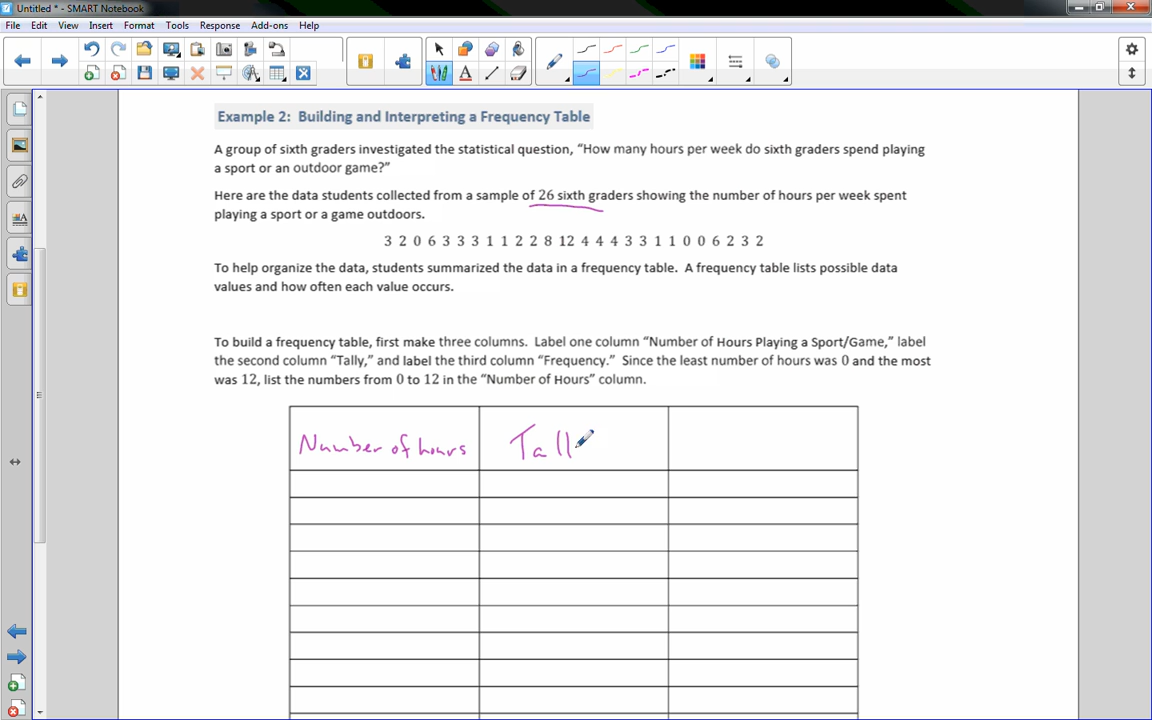 Untitled * - SMART Notebook
File Edit View Insert Format Tools Response Add-ons Help
Example 2: Building and Interpreting a Frequency Table
A group of sixth graders investigated the statistical question, “How many hours per week do sixth graders spend playing
a sport or an outdoor game?”
Here are the data students collected from a sample of 26 sixth graders showing the number of hours per week spent
playing a sport or a game outdoors.
3 2 0 6 3 3 3 1 1 2 2 8 12 4 4 4 3 3 1 1 0 0 6 2 3 2
To help organize the data, students summarized the data in a frequency table. A frequency table lists possible data
values and how often each value occurs.
To build a frequency table, first make three columns. Label one column “Number of Hours Playing a Sport/Game,” label
the second column “Tally,” and label the third column “Frequency.” Since the least number of hours was 0 and the most
was 12, list the numbers from 0 to 12 in the “Number of Hours” column.
Number of hours Tall